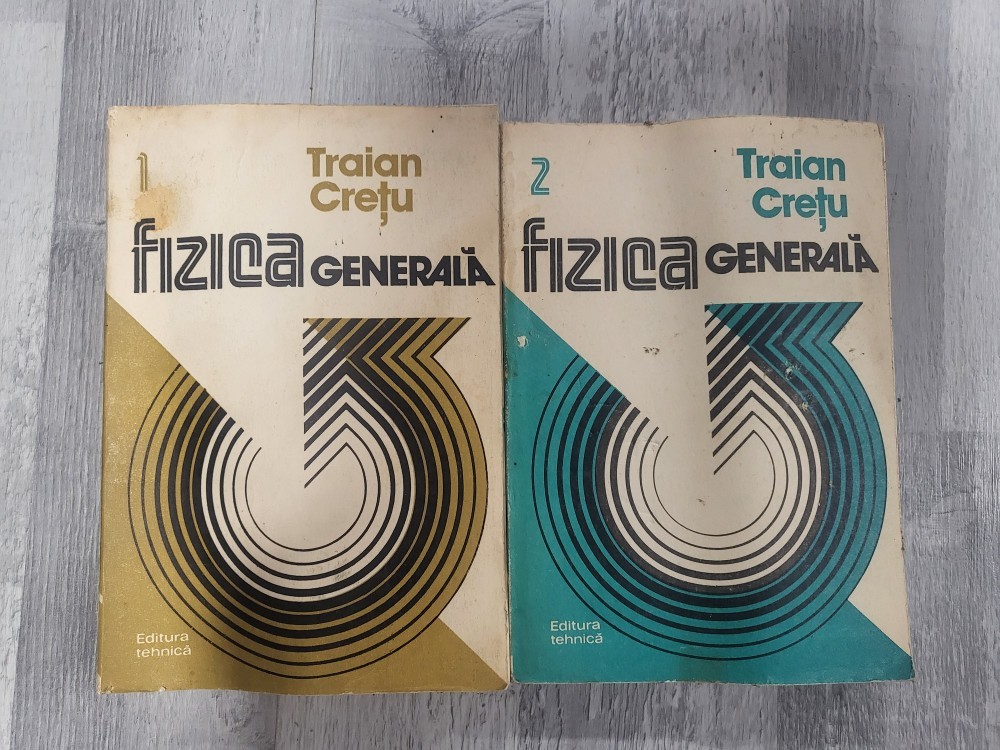 1
Traian
Crețu
fizica GENERALĂ
Editura
tehnică
2
Traian
Crețu
fizica GENERALĂ
Editura
tehnică